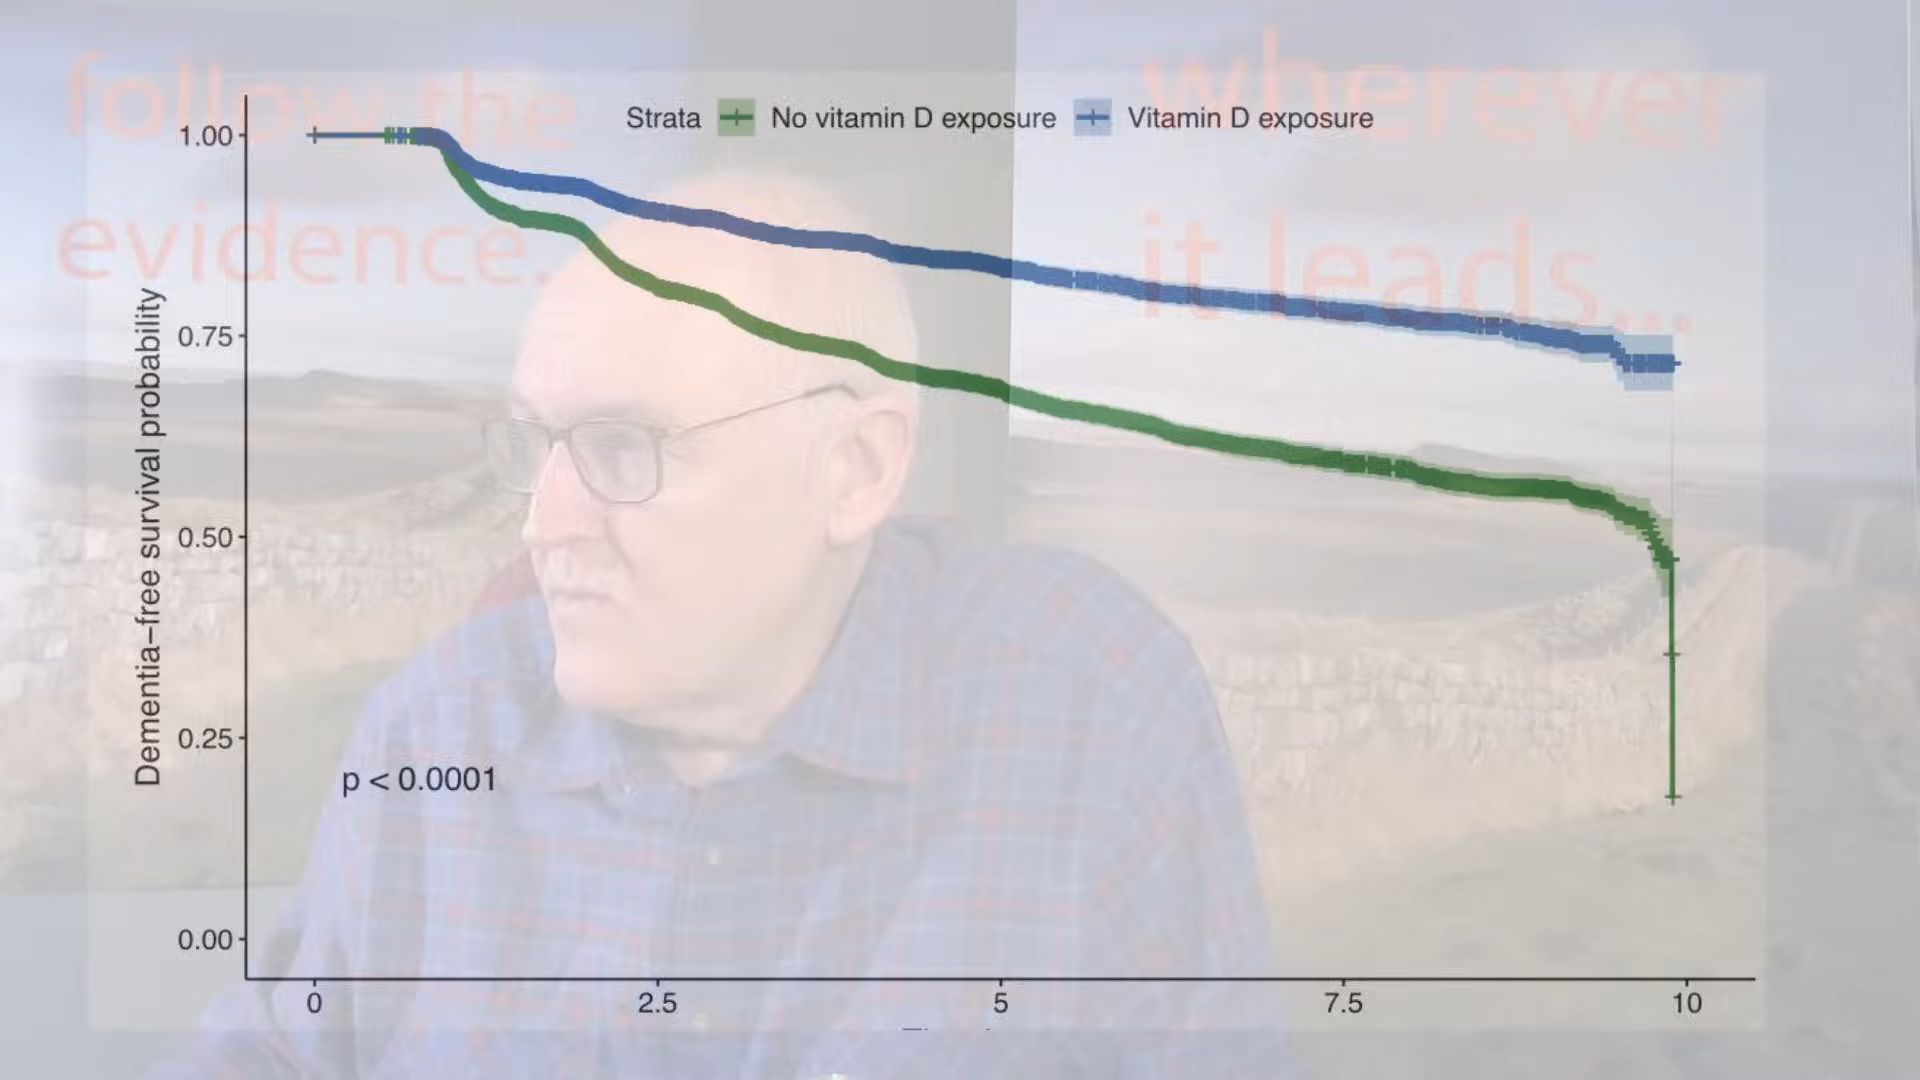 follow the
evidence.
wherever
it leads...
Strata No vitamin D exposure Vitamin D exposure
Dementia–free survival probability
1.00
0.75
0.50
0.25
0.00
p < 0.0001
0 2.5 5 7.5 10